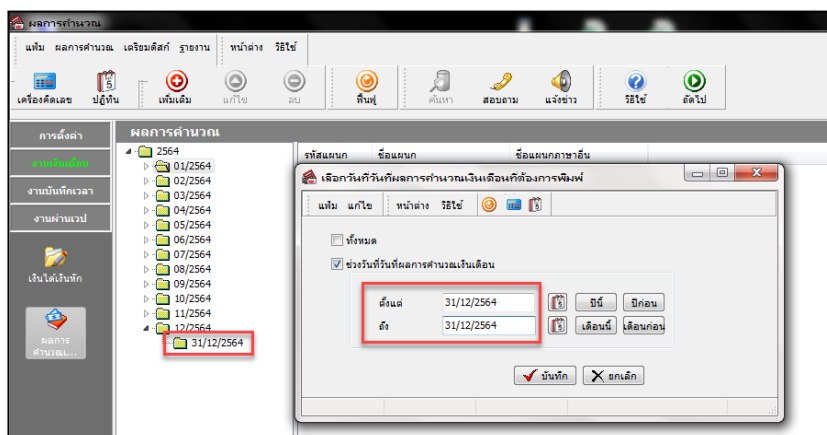 ผลการคำนวณ
แฟ้ม ผลการคำนวณ เตรียมดิสก์ รายงาน หน้าต่าง วิธีใช้
เครื่องคิดเลข ปฏิทิน เพิ่มเติม แก้ไข ลบ ฟื้นฟู ค้นหา สอบถาม แจ้งข่าว วิธีใช้ ถัดไป
การตั้งค่า
งานเงินเดือน
งานบันทึกเวลา
งานผ่านเวป
เงินได้เงินหัก
ผลการ
คำนวณเ...
ผลการคำนวณ
2564
01/2564
02/2564
03/2564
04/2564
05/2564
06/2564
07/2564
08/2564
09/2564
10/2564
11/2564
12/2564
31/12/2564
รหัสแผนก ชื่อแผนก ชื่อแผนกภาษาอื่น
เลือกวันที่วันที่ผลการคำนวณเงินเดือนที่ต้องการพิมพ์
แฟ้ม แก้ไข หน้าต่าง วิธีใช้
ทั้งหมด
ช่วงวันที่วันที่ผลการคำนวณเงินเดือน
ตั้งแต่ 31/12/2564 5 ปีนี้ ปีก่อน
ถึง 31/12/2564 5 เดือนนี้ เดือนก่อน
บันทึก ยกเลิก